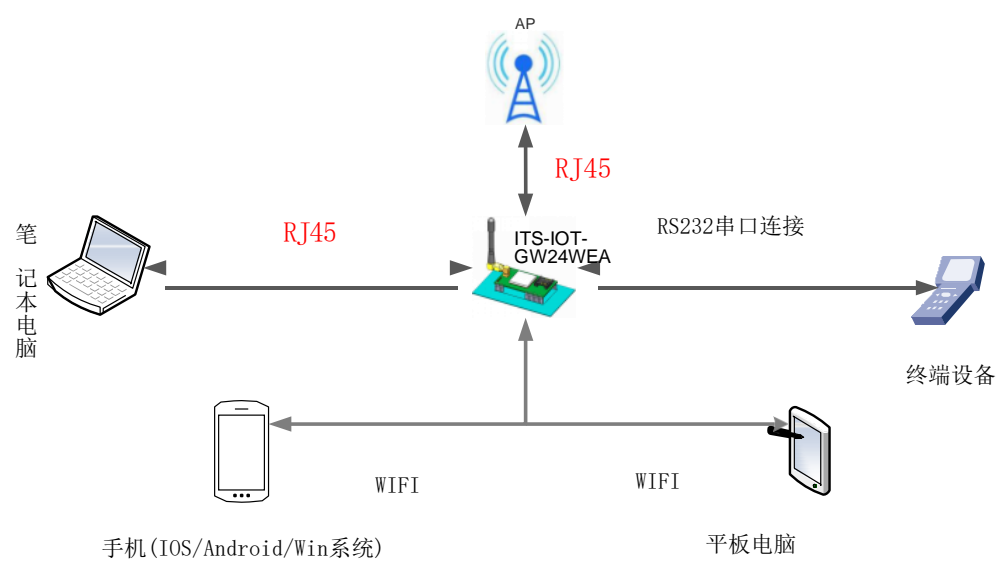 AP
RJ45
RJ45
RS232串口连接
ITS-IOT-
GW24WEA
笔
记
本
电
脑
终端设备
WIFI
WIFI
手机(IOS/Android/Win系统)
平板电脑